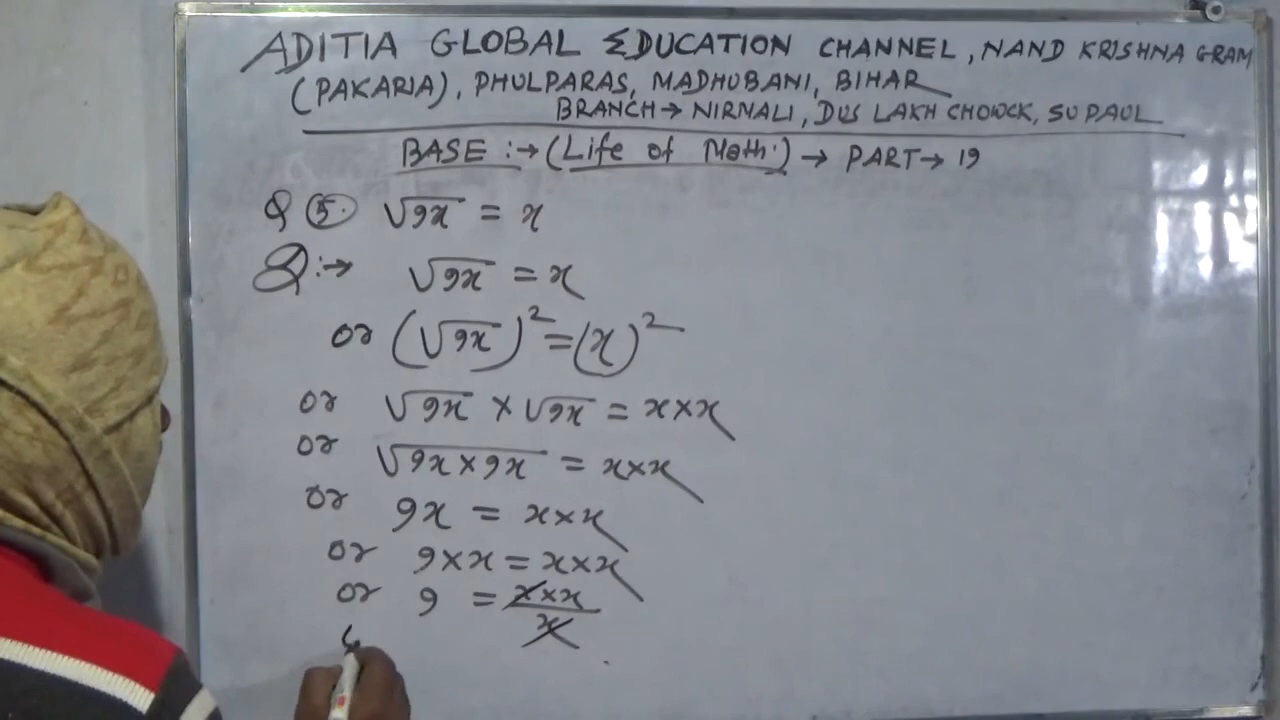 ADITIA GLOBAL EDUCATION CHANNEL, NAND KRISHNA GRAM
(PAKARIA), PHULPARAS, MADHUBANI, BIHAR
BRANCH → NIRNALI, DUS LAKH CHOWCK, SUPAUL
BASE :→ (Life of Math.) → PART → 19
Q 5. √9x = x
Q :→ √9x = x
or (√9x)² = (x)²
or √9x × √9x = x × x
or √9x × 9x = x × x
or 9x = x × x
or 9 × x = x × x
or 9 = x × x / x